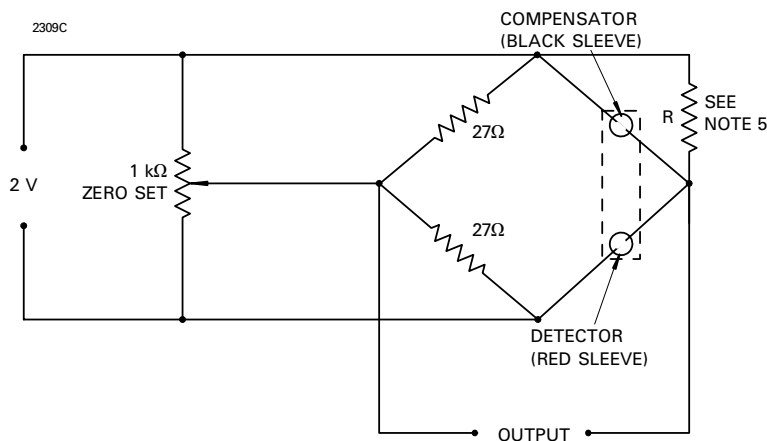 2309C
COMPENSATOR
(BLACK SLEEVE)
27Ω
R
SEE
NOTE 5
2 V
1 kΩ
ZERO SET
27Ω
DETECTOR
(RED SLEEVE)
OUTPUT